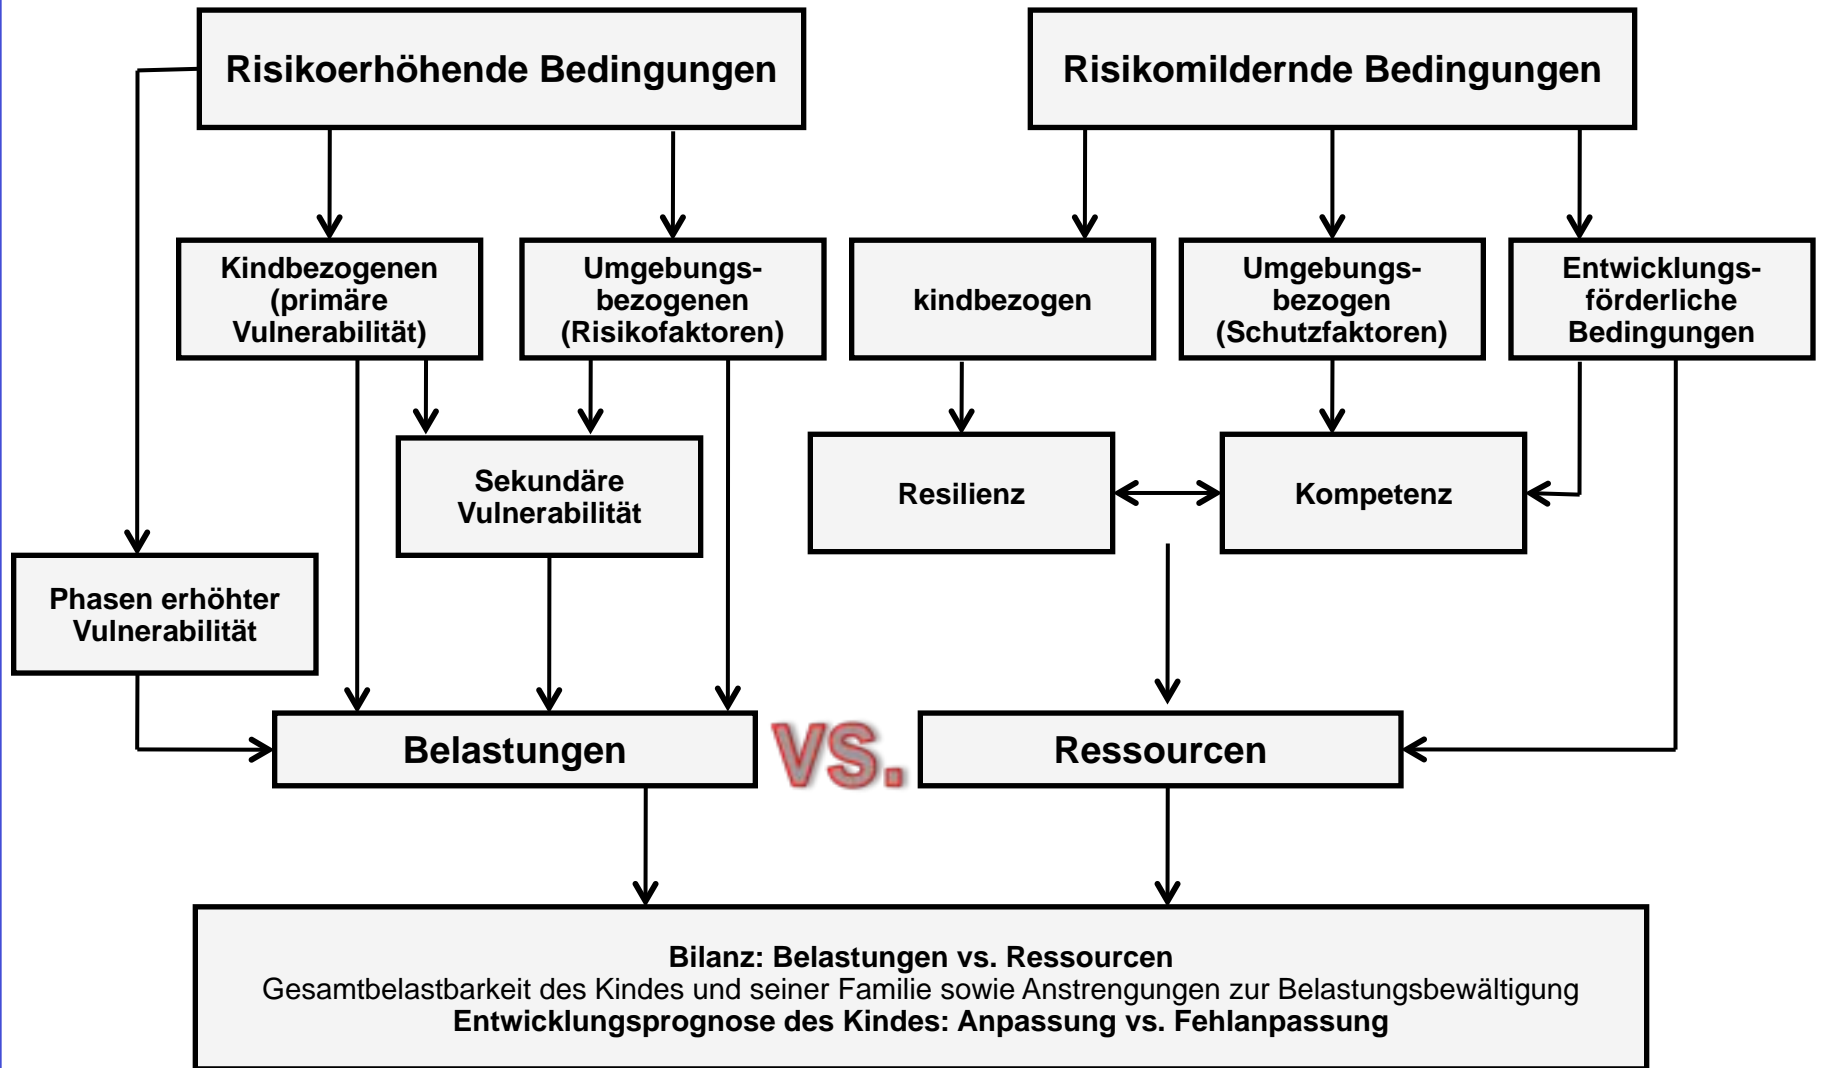 Risikoerhöhende Bedingungen
Risikomildernde Bedingungen
Kindbezogenen
(primäre
Vulnerabilität)
Umgebungs-
bezogenen
(Risikofaktoren)
kindbezogen
Umgebungs-
bezogen
(Schutzfaktoren)
Entwicklungs-
förderliche
Bedingungen
Sekundäre
Vulnerabilität
Resilienz
Kompetenz
Phasen erhöhter
Vulnerabilität
Belastungen
VS.
Ressourcen
Bilanz: Belastungen vs. Ressourcen
Gesamtbelastbarkeit des Kindes und seiner Familie sowie Anstrengungen zur Belastungsbewältigung
Entwicklungsprognose des Kindes: Anpassung vs. Fehlanpassung